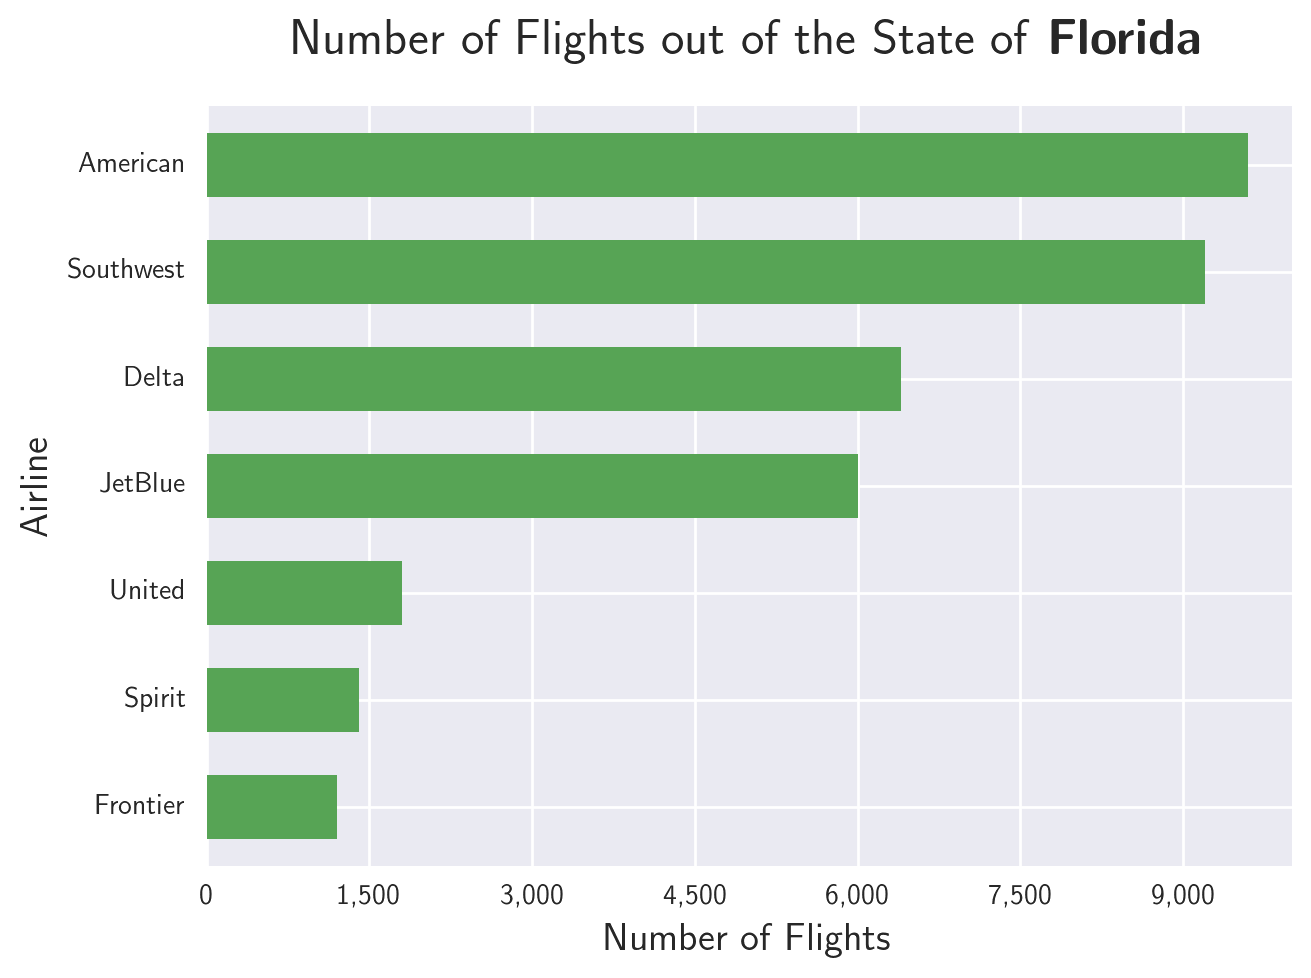 Number of Flights out of the State of Florida
American
Southwest
Delta
JetBlue
United
Spirit
Frontier
Airline
0 1,500 3,000 4,500 6,000 7,500 9,000
Number of Flights